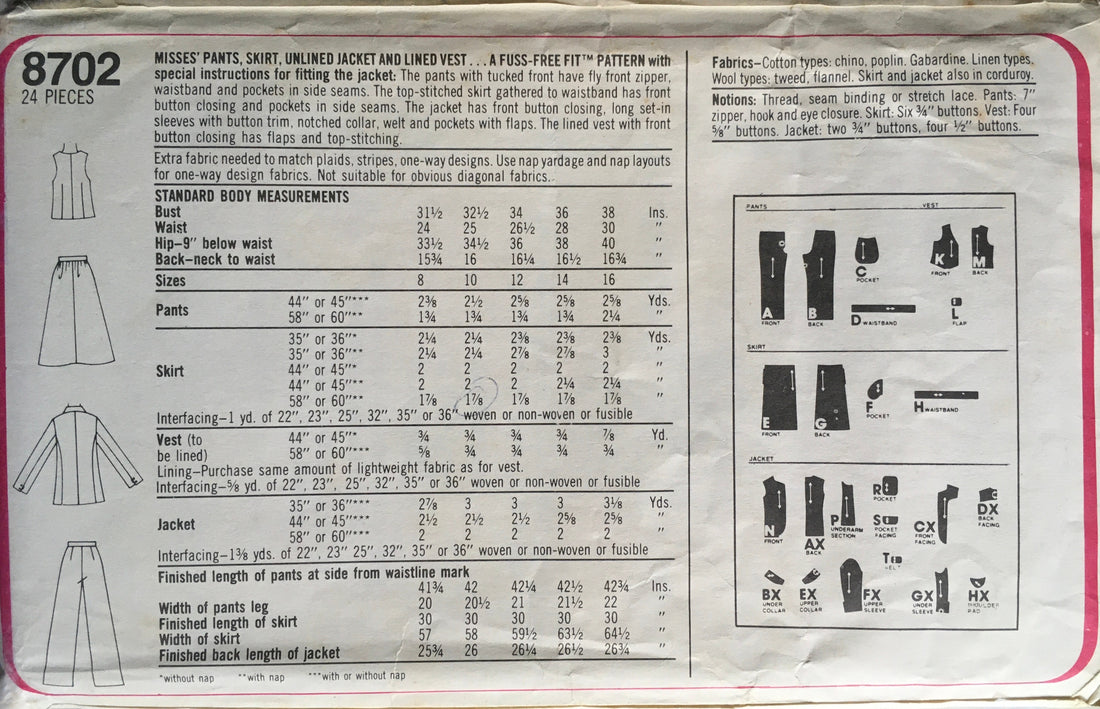 8702
24 PIECES
MISSES' PANTS, SKIRT, UNLINED JACKET AND LINED VEST . . . A FUSS-FREE FIT™ PATTERN with
special instructions for fitting the jacket: The pants with tucked front have fly front zipper,
waistband and pockets in side seams. The top-stitched skirt gathered to waistband has front
button closing and pockets in side seams. The jacket has front button closing, long set-in
sleeves with button trim, notched collar, welt and pockets with flaps. The lined vest with front
button closing has flaps and top-stitching.
Extra fabric needed to match plaids, stripes, one-way designs. Use nap yardage and nap layouts
for one-way design fabrics. Not suitable for obvious diagonal fabrics.
STANDARD BODY MEASUREMENTS
Bust 31½ 32½ 34 36 38 Ins.
Waist 24 25 26½ 28 30 "
Hip–9" below waist 33½ 34½ 36 38 40 "
Back–neck to waist 15¾ 16 16¼ 16½ 16¾ "
Sizes 8 10 12 14 16
Pants 44" or 45"*** 2⅜ 2½ 2⅝ 2⅝ 2⅝ Yds.
58" or 60"*** 1¾ 1¾ 1¾ 1¾ 2¼ "
Skirt 35" or 36"* 2¼ 2¼ 2⅜ 2⅜ 2⅜ Yds.
35" or 36"** 2¼ 2¼ 2⅞ 2⅞ 3 "
44" or 45"* 2 2 2 2 2 "
44" or 45"** 2 2 2 2¼ 2¼ "
58" or 60"*** 1⅞ 1⅞ 1⅞ 1⅞ 1⅞ "
Interfacing–1 yd. of 22", 23", 25", 32", 35" or 36" woven or non-woven or fusible
Vest (to 44" or 45"* ¾ ¾ ¾ ¾ ⅞ Yd.
be lined) 58" or 60"*** ⅝ ¾ ¾ ¾ ¾ "
Lining–Purchase same amount of lightweight fabric as for vest.
Interfacing–⅝ yd. of 22", 23", 25", 32", 35" or 36" woven or non-woven or fusible
Jacket 35" or 36"*** 2⅞ 3 3 3 3⅛ Yds.
44" or 45"*** 2½ 2½ 2½ 2⅝ 2⅝ "
58" or 60"*** 2 2 2 2 2 "
Interfacing–1⅜ yds. of 22", 23" 25", 32", 35" or 36" woven or non-woven or fusible
Finished length of pants at side from waistline mark
41¾ 42 42¼ 42½ 42¾ Ins.
Width of pants leg 20 20½ 21 21½ 22 "
Finished length of skirt 30 30 30 30 30 "
Width of skirt 57 58 59½ 63½ 64½ "
Finished back length of jacket 25¾ 26 26¼ 26½ 26¾ "
*without nap **with nap ***with or without nap
Fabrics–Cotton types: chino, poplin. Gabardine. Linen types.
Wool types: tweed, flannel. Skirt and jacket also in corduroy.
Notions: Thread, seam binding or stretch lace. Pants: 7"
zipper, hook and eye closure. Skirt: Six ¾" buttons. Vest: Four
⅝" buttons. Jacket: two ¾" buttons, four ½" buttons.
PANTS VEST
A FRONT
B BACK
C POCKET
D WAISTBAND
K FRONT
M BACK
L FLAP
SKIRT
E FRONT
G BACK
F POCKET
H WAISTBAND
JACKET
N FRONT
AX BACK
P UNDERARM SECTION
R POCKET
S POCKET FACING
CX FRONT FACING
DX BACK FACING
T WELT
BX UNDER COLLAR
EX UPPER COLLAR
FX UPPER SLEEVE
GX UNDER SLEEVE
HX SHOULDER PAD